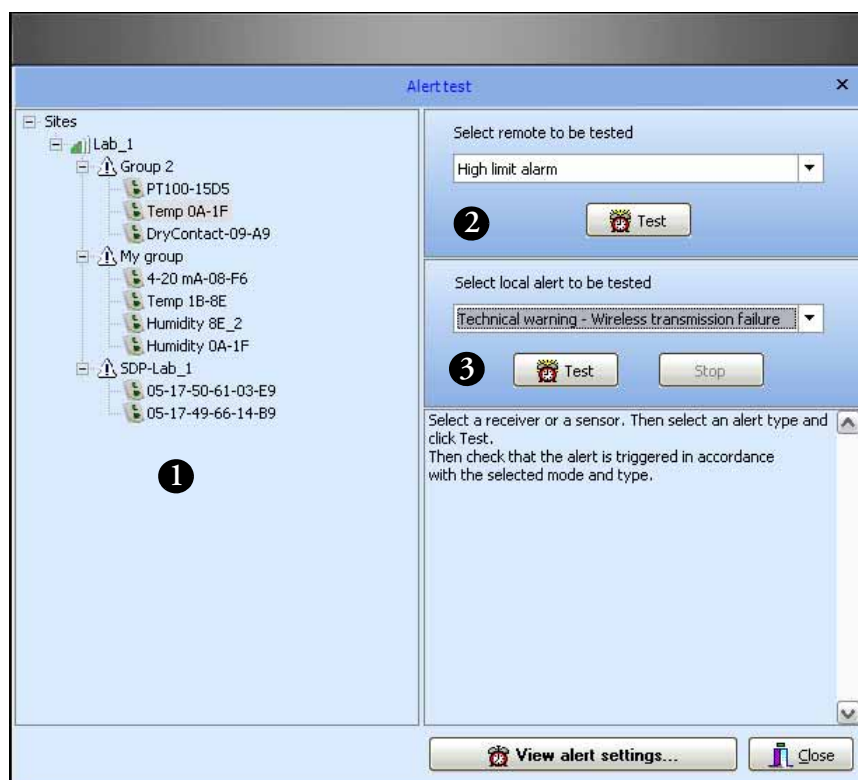 Alert test
Sites
Lab_1
Group 2
PT100-15D5
Temp 0A-1F
DryContact-09-A9
My group
4-20 mA-08-F6
Temp 1B-8E
Humidity 8E_2
Humidity 0A-1F
SDP-Lab_1
05-17-50-61-03-E9
05-17-49-66-14-B9
1
Select remote to be tested
High limit alarm
2
Test
Select local alert to be tested
Technical warning - Wireless transmission failure
3
Test
Stop
Select a receiver or a sensor. Then select an alert type and
click Test.
Then check that the alert is triggered in accordance
with the selected mode and type.
View alert settings...
Close